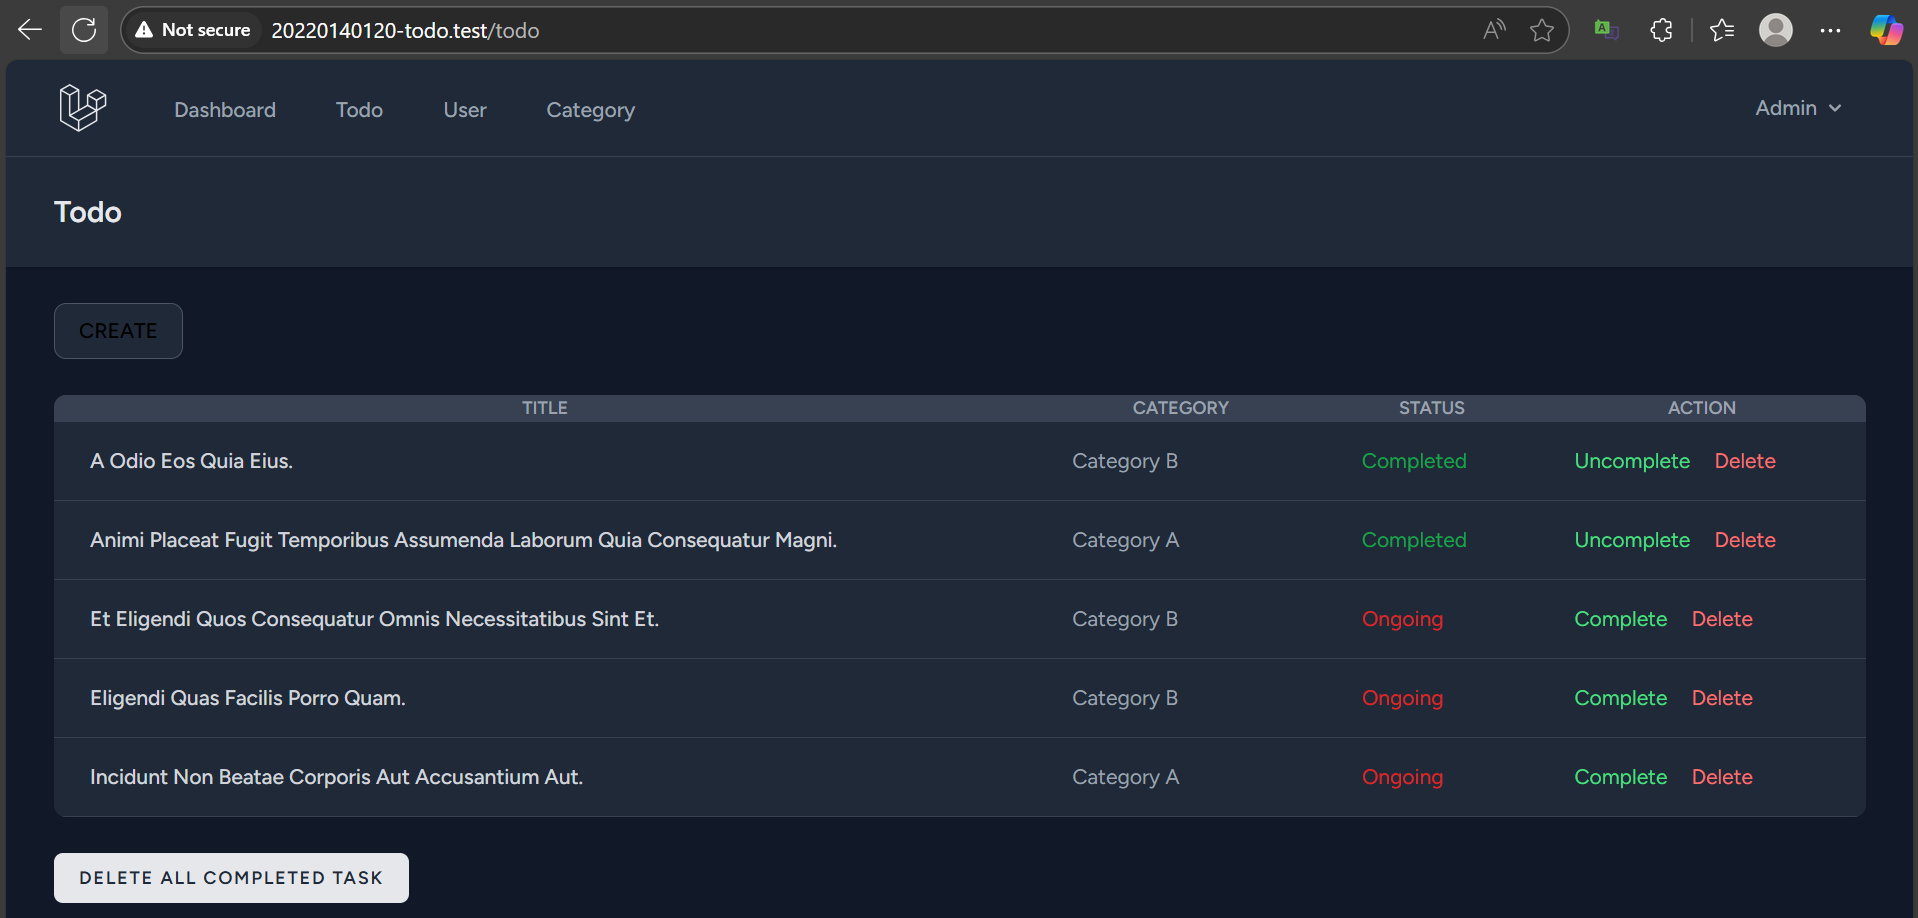 Not secure 20220140120-todo.test/todo
Dashboard Todo User Category Admin
Todo
CREATE
TITLE CATEGORY STATUS ACTION
A Odio Eos Quia Eius. Category B Completed Uncomplete Delete
Animi Placeat Fugit Temporibus Assumenda Laborum Quia Consequatur Magni. Category A Completed Uncomplete Delete
Et Eligendi Quos Consequatur Omnis Necessitatibus Sint Et. Category B Ongoing Complete Delete
Eligendi Quas Facilis Porro Quam. Category B Ongoing Complete Delete
Incidunt Non Beatae Corporis Aut Accusantium Aut. Category A Ongoing Complete Delete
DELETE ALL COMPLETED TASK